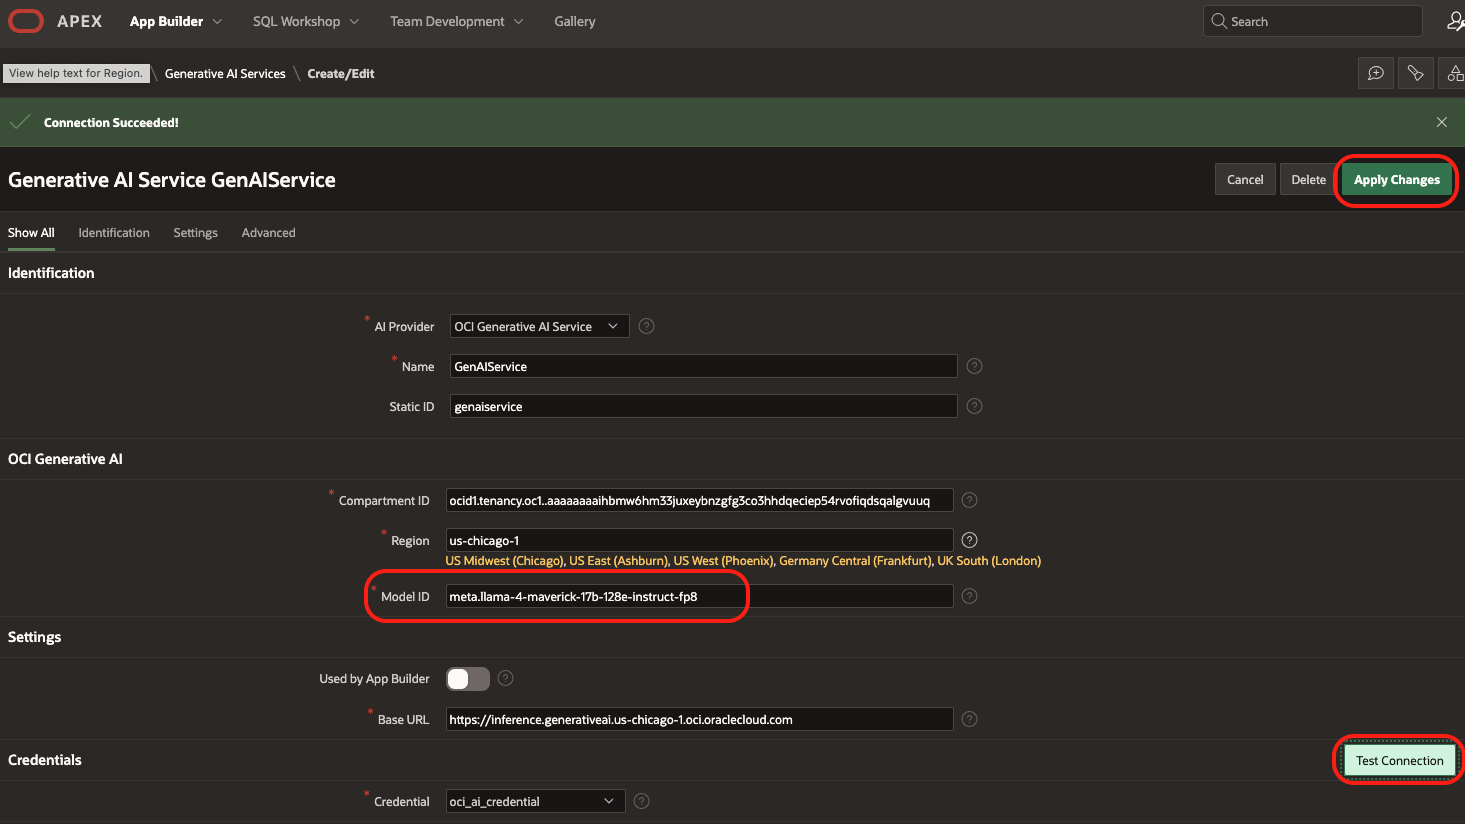 APEX App Builder SQL Workshop Team Development Gallery Search
View help text for Region. \ Generative AI Services \ Create/Edit
Connection Succeeded!
Generative AI Service GenAIService Cancel Delete Apply Changes
Show All Identification Settings Advanced
Identification
* AI Provider OCI Generative AI Service ?
* Name GenAIService ?
Static ID genaiservice ?
OCI Generative AI
* Compartment ID ocid1.tenancy.oc1..aaaaaaaaihbmw6hm33juxeybnzgfg3co3hhdqeciep54rvofiqdsqalgvuuq ?
* Region us-chicago-1 ?
US Midwest (Chicago), US East (Ashburn), US West (Phoenix), Germany Central (Frankfurt), UK South (London)
* Model ID meta.llama-4-maverick-17b-128e-instruct-fp8 ?
Settings
Used by App Builder ?
* Base URL https://inference.generativeai.us-chicago-1.oci.oraclecloud.com ?
Credentials Test Connection
* Credential oci_ai_credential ?